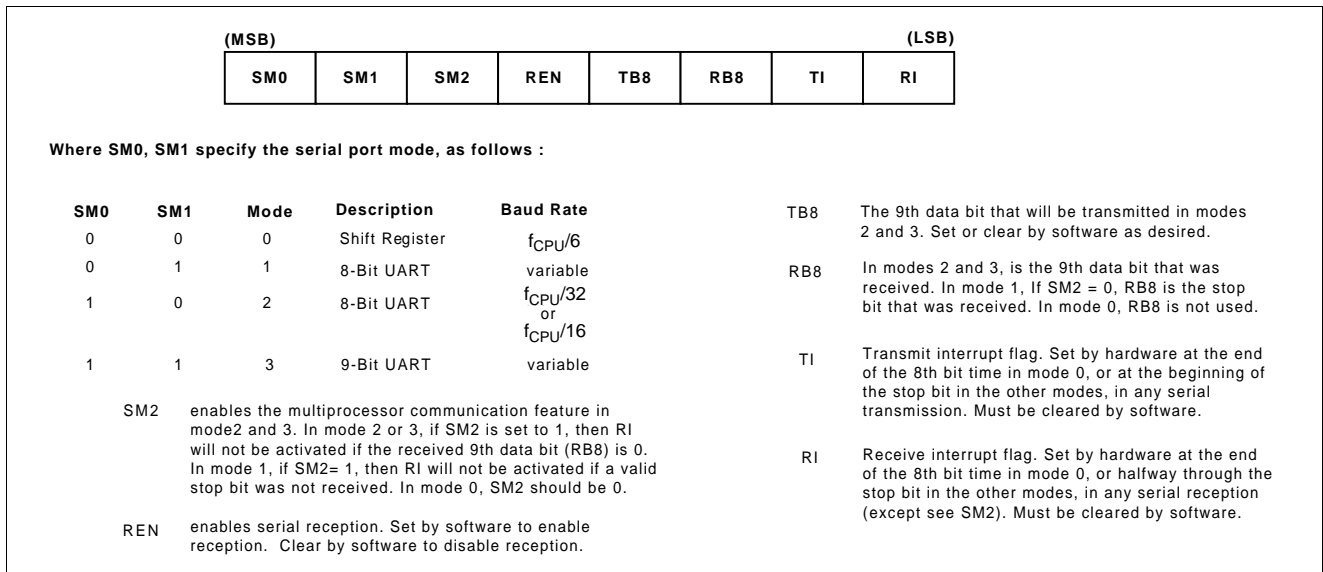 (MSB) (LSB)
SM0 SM1 SM2 REN TB8 RB8 TI RI
Where SM0, SM1 specify the serial port mode, as follows :
SM0 SM1 Mode Description Baud Rate
0 0 0 Shift Register fCPU/6
0 1 1 8-Bit UART variable
1 0 2 8-Bit UART fCPU/32
or
fCPU/16
1 1 3 9-Bit UART variable
SM2 enables the multiprocessor communication feature in
mode2 and 3. In mode 2 or 3, if SM2 is set to 1, then RI
will not be activated if the received 9th data bit (RB8) is 0.
In mode 1, if SM2= 1, then RI will not be activated if a valid
stop bit was not received. In mode 0, SM2 should be 0.
REN enables serial reception. Set by software to enable
reception. Clear by software to disable reception.
TB8 The 9th data bit that will be transmitted in modes
2 and 3. Set or clear by software as desired.
RB8 In modes 2 and 3, is the 9th data bit that was
received. In mode 1, If SM2 = 0, RB8 is the stop
bit that was received. In mode 0, RB8 is not used.
TI Transmit interrupt flag. Set by hardware at the end
of the 8th bit time in mode 0, or at the beginning of
the stop bit in the other modes, in any serial
transmission. Must be cleared by software.
RI Receive interrupt flag. Set by hardware at the end
of the 8th bit time in mode 0, or halfway through the
stop bit in the other modes, in any serial reception
(except see SM2). Must be cleared by software.